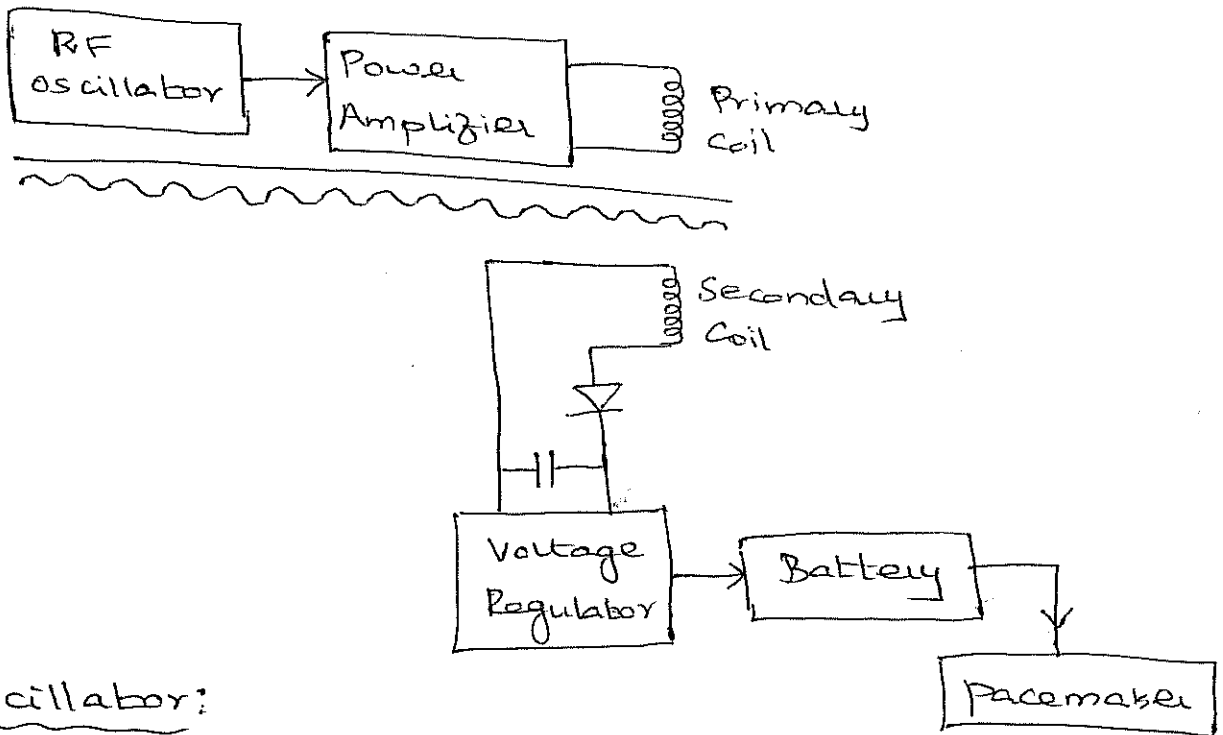 RF
oscillator
Power
Amplifier
Primary
Coil
Secondary
Coil
Voltage
Regulator
Battery
pacemaker
cillator: